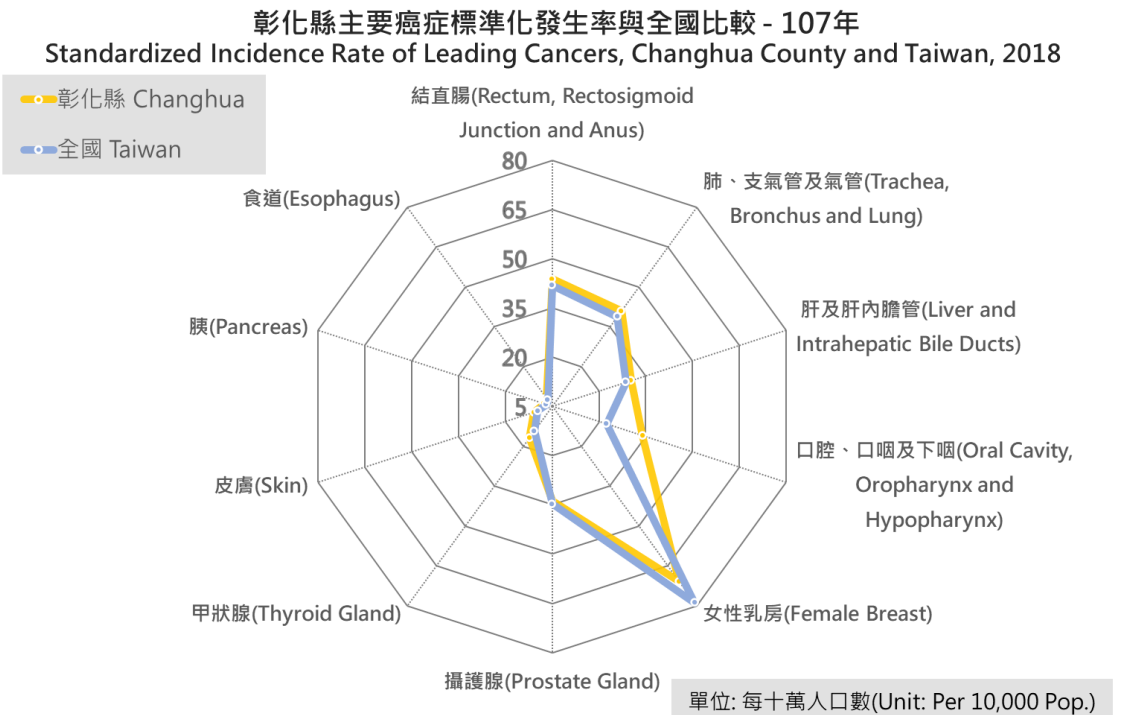 彰化縣主要癌症標準化發生率與全國比較 - 107年
Standardized Incidence Rate of Leading Cancers, Changhua County and Taiwan, 2018
彰化縣 Changhua
全國 Taiwan
結直腸(Rectum, Rectosigmoid
Junction and Anus)
肺、支氣管及氣管(Trachea,
Bronchus and Lung)
肝及肝內膽管(Liver and
Intrahepatic Bile Ducts)
口腔、口咽及下咽(Oral Cavity,
Oropharynx and
Hypopharynx)
女性乳房(Female Breast)
攝護腺(Prostate Gland)
甲狀腺(Thyroid Gland)
皮膚(Skin)
胰(Pancreas)
食道(Esophagus)
80
65
50
35
20
5
單位: 每十萬人口數(Unit: Per 10,000 Pop.)